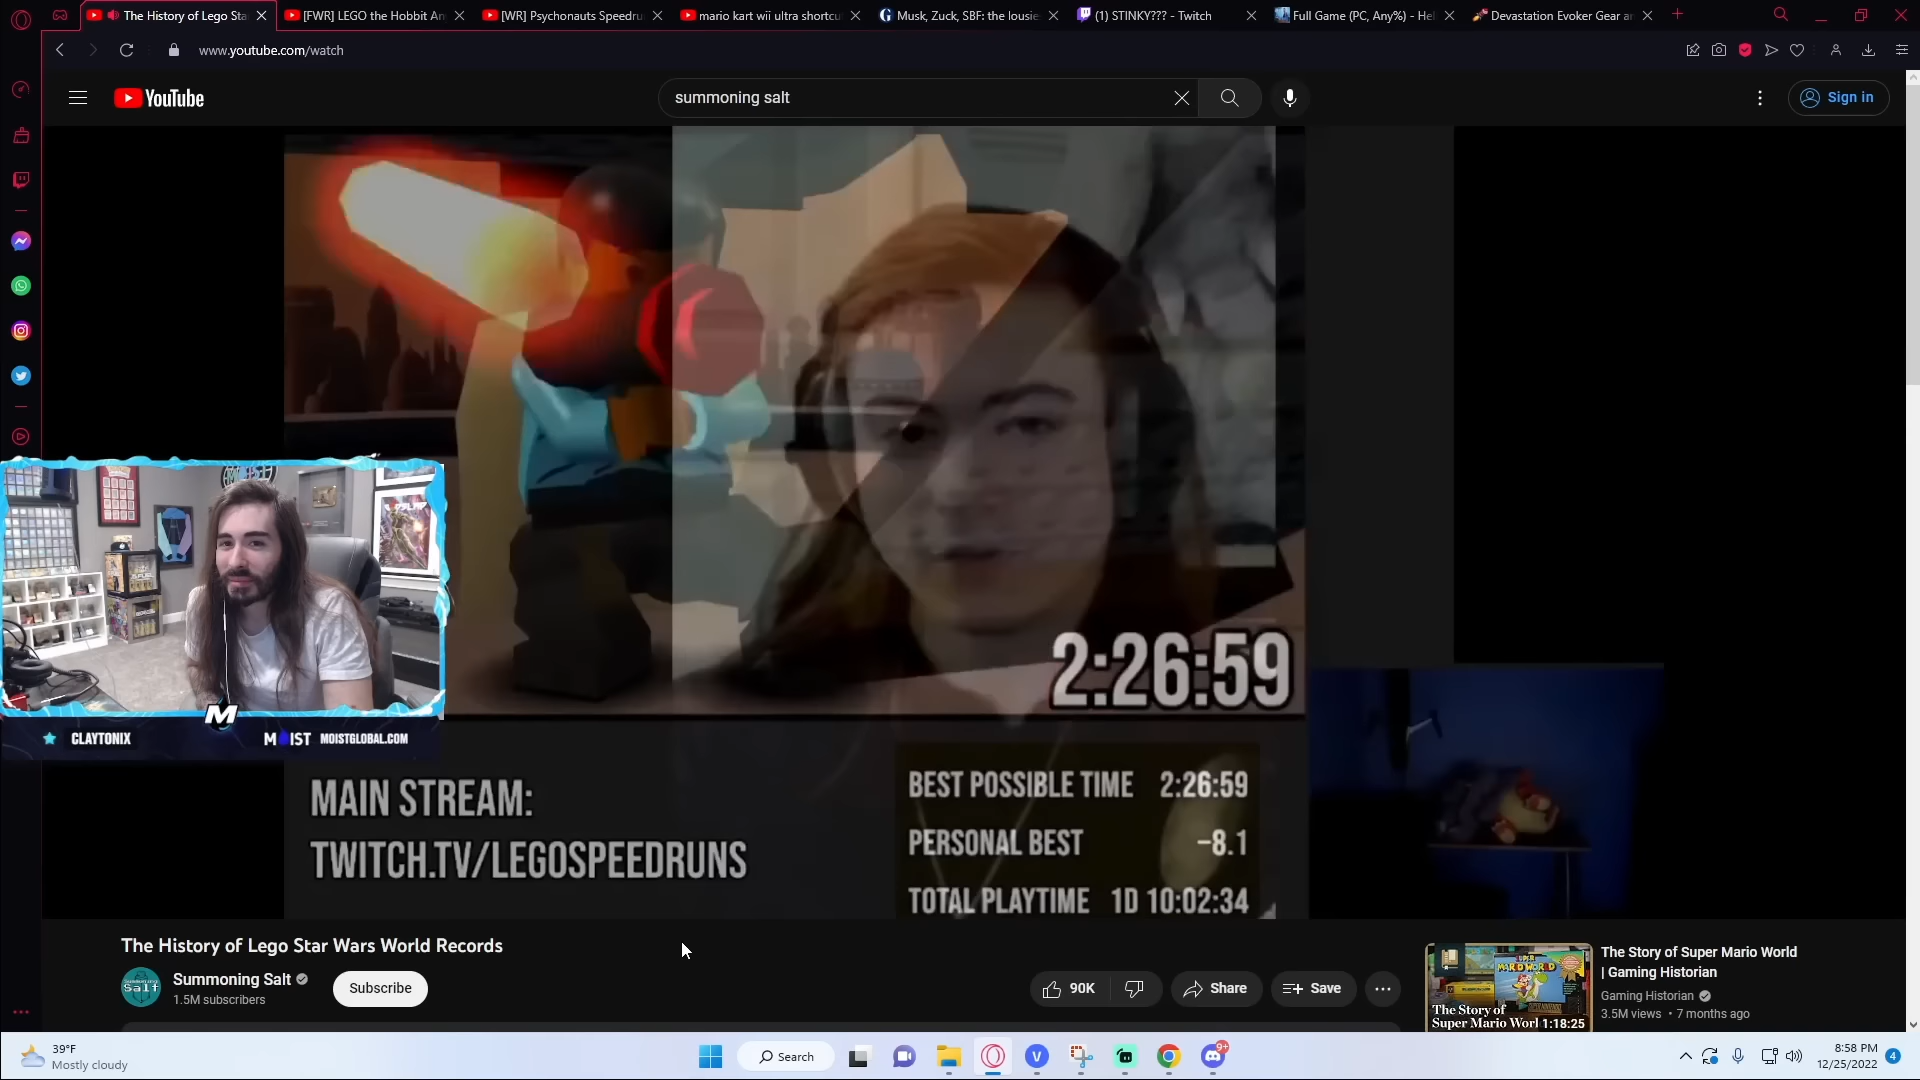 The History of Lego Sta
[FWR] LEGO the Hobbit An
[WR] Psychonauts Speedru
mario kart wii ultra shortcu
Musk, Zuck, SBF: the lousie
(1) STINKY??? - Twitch
Full Game (PC, Any%) - Hel
Devastation Evoker Gear a
www.youtube.com/watch
YouTube
summoning salt
Sign in
2:26:59
M
CLAYTONIX
MOIST
MOISTGLOBAL.COM
MAIN STREAM:
TWITCH.TV/LEGOSPEEDRUNS
BEST POSSIBLE TIME 2:26:59
PERSONAL BEST -8.1
TOTAL PLAYTIME 1D 10:02:34
The History of Lego Star Wars World Records
Summoning Salt
1.5M subscribers
Subscribe
90K
Share
Save
The Story of Super Mario World
| Gaming Historian
Gaming Historian
3.5M views • 7 months ago
SUPER
MARIO WORLD
The Story of
Super Mario Worl
1:18:25
39°F
Mostly cloudy
Search
9+
8:58 PM
12/25/2022
4